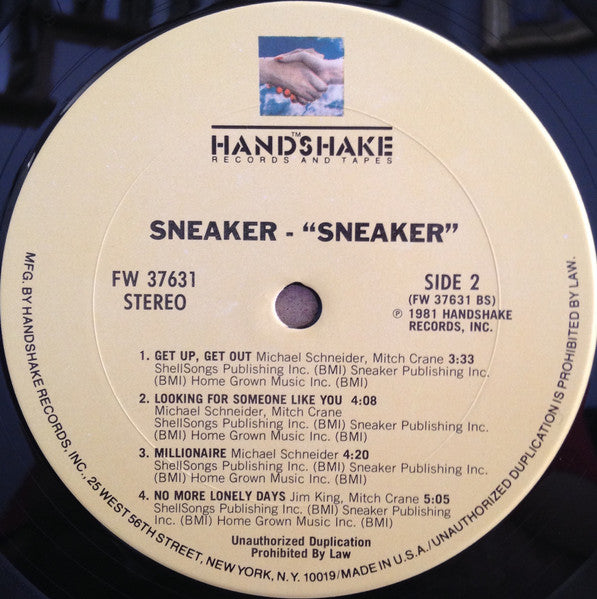 HANDSHAKE™
RECORDS AND TAPES
SNEAKER - “SNEAKER”
FW 37631
STEREO
SIDE 2
(FW 37631 BS)
℗ 1981 HANDSHAKE
RECORDS, INC.
1. GET UP, GET OUT Michael Schneider, Mitch Crane 3:33
ShellSongs Publishing Inc. (BMI) Sneaker Publishing Inc.
(BMI) Home Grown Music Inc. (BMI)
2. LOOKING FOR SOMEONE LIKE YOU 4:08
Michael Schneider, Mitch Crane
ShellSongs Publishing Inc. (BMI) Sneaker Publishing Inc.
(BMI) Home Grown Music Inc. (BMI)
3. MILLIONAIRE Michael Schneider 4:20
ShellSongs Publishing Inc. (BMI) Sneaker Publishing Inc.
(BMI) Home Grown Music Inc. (BMI)
4. NO MORE LONELY DAYS Jim King, Mitch Crane 5:05
ShellSongs Publishing Inc. (BMI) Sneaker Publishing
Inc. (BMI) Home Grown Music Inc. (BMI)
Unauthorized Duplication
Prohibited By Law
MFG. BY HANDSHAKE RECORDS, INC., 25 WEST 56TH STREET, NEW YORK, N.Y. 10019/MADE IN U.S.A./UNAUTHORIZED DUPLICATION IS PROHIBITED BY LAW.